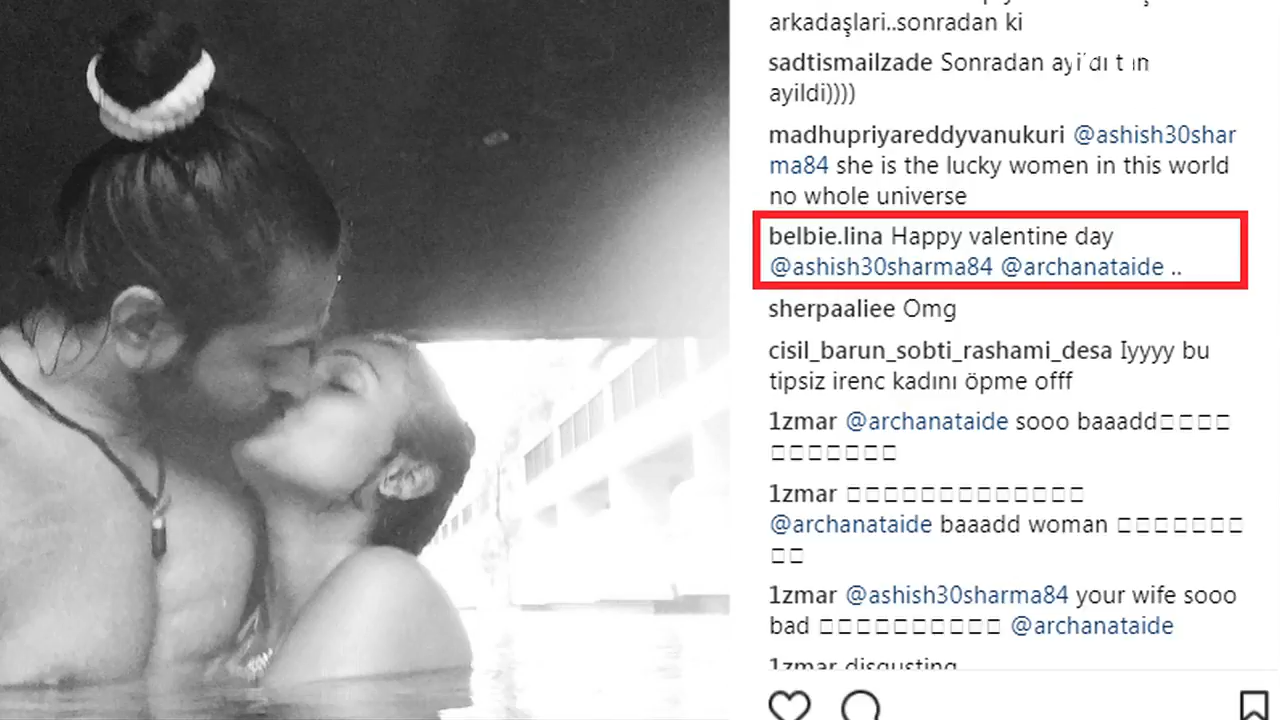 arkadaşlari..sonradan ki
sadtismailzade Sonradan
ayildi))))
madhupriyareddyvanukuri @ashish30shar
ma84 she is the lucky women in this world
no whole universe
belbie.lina Happy valentine day
@ashish30sharma84 @archanataide ..
sherpaaliee Omg
cisil_barun_sobti_rashami_desa Iyyyy bu
tipsiz irenc kadını öpme offf
1zmar @archanataide sooo baaadd
1zmar
@archanataide baaadd woman
1zmar @ashish30sharma84 your wife sooo
bad @archanataide
1zmar disgusting